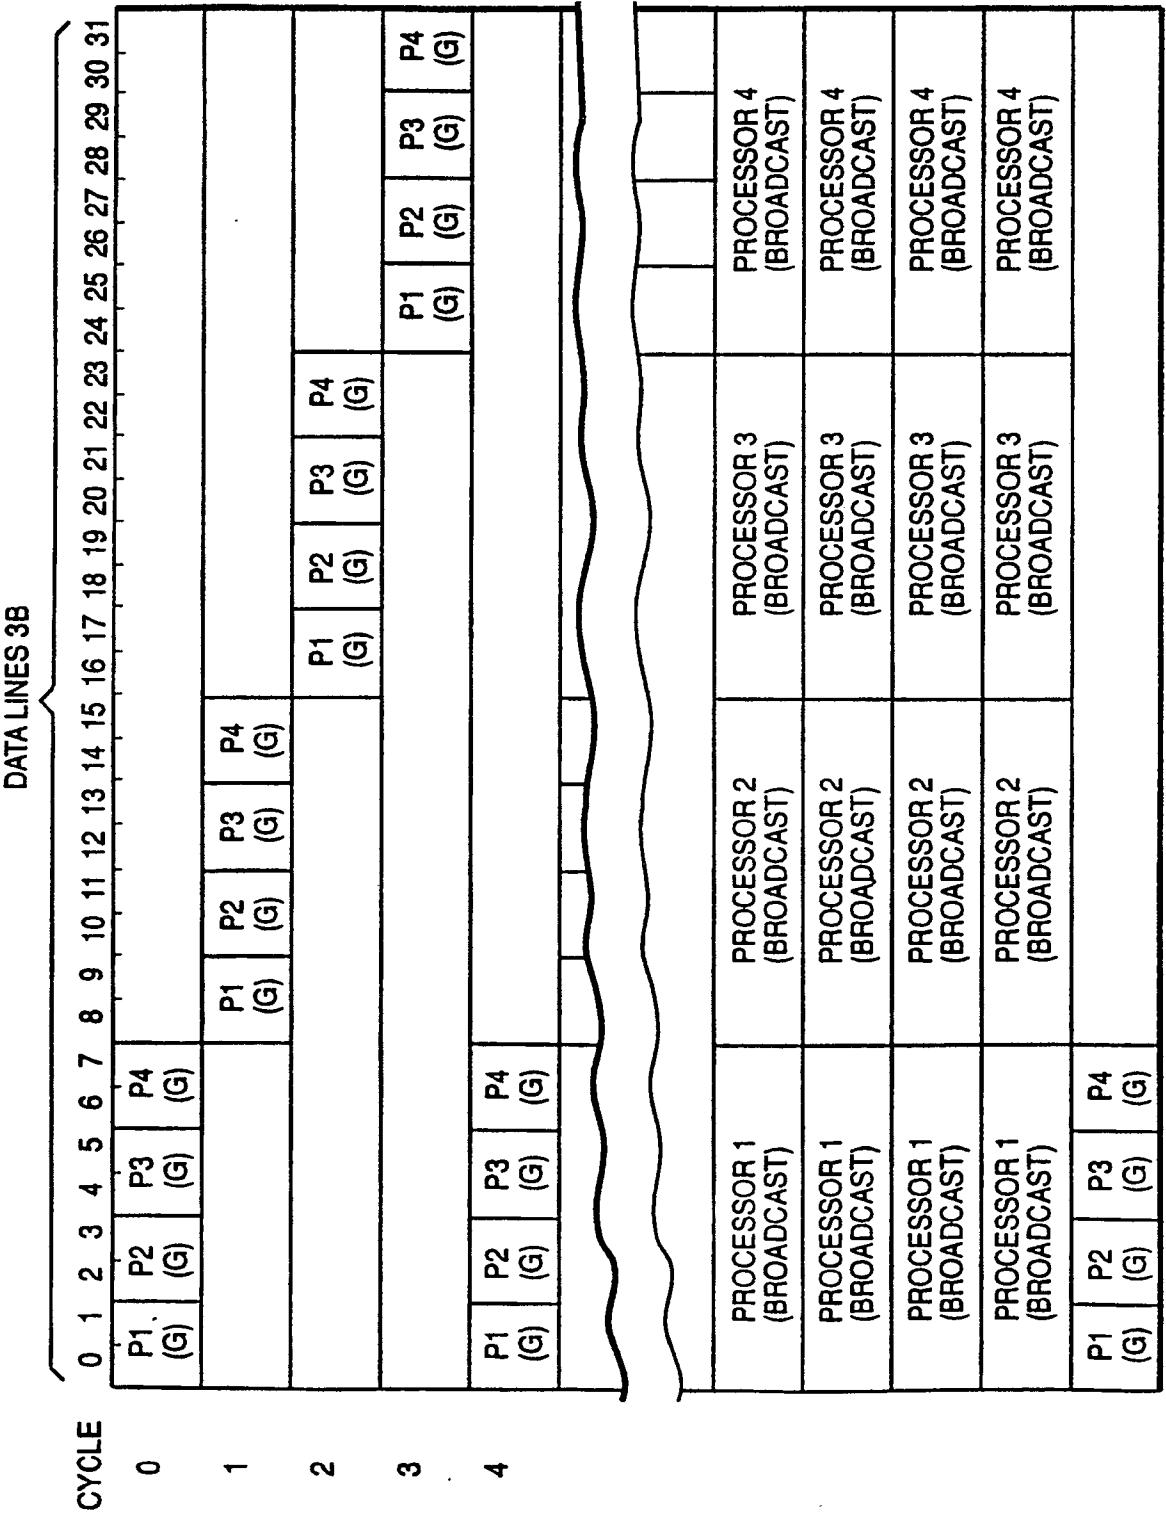 DATA LINES 3B
CYCLE 0 1 2 3 4 5 6 7 8 9 10 11 12 13 14 15 16 17 18 19 20 21 22 23 24 25 26 27 28 29 30 31
0 P1 (G) P2 (G) P3 (G) P4 (G)
1 P1 (G) P2 (G) P3 (G) P4 (G)
2 P1 (G) P2 (G) P3 (G) P4 (G)
3 P1 (G) P2 (G) P3 (G) P4 (G)
4 P1 (G) P2 (G) P3 (G) P4 (G)
PROCESSOR 1 PROCESSOR 2 PROCESSOR 3 PROCESSOR 4
(BROADCAST) (BROADCAST) (BROADCAST) (BROADCAST)
PROCESSOR 1 PROCESSOR 2 PROCESSOR 3 PROCESSOR 4
(BROADCAST) (BROADCAST) (BROADCAST) (BROADCAST)
PROCESSOR 1 PROCESSOR 2 PROCESSOR 3 PROCESSOR 4
(BROADCAST) (BROADCAST) (BROADCAST) (BROADCAST)
PROCESSOR 1 PROCESSOR 2 PROCESSOR 3 PROCESSOR 4
(BROADCAST) (BROADCAST) (BROADCAST) (BROADCAST)
P1 (G) P2 (G) P3 (G) P4 (G)